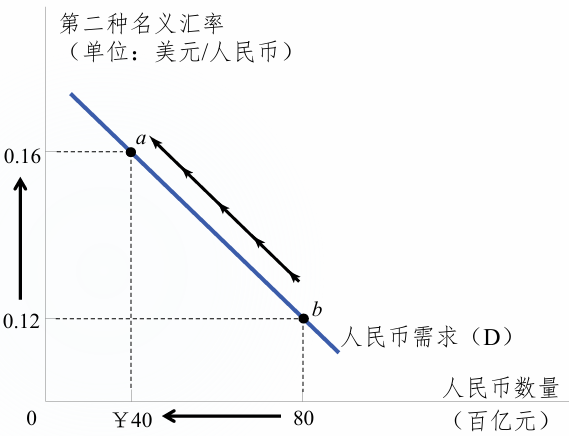 第二种名义汇率
（单位：美元/人民币）
a
0.16
b
0.12
人民币需求（D）
人民币数量
（百亿元）
0
￥40
80